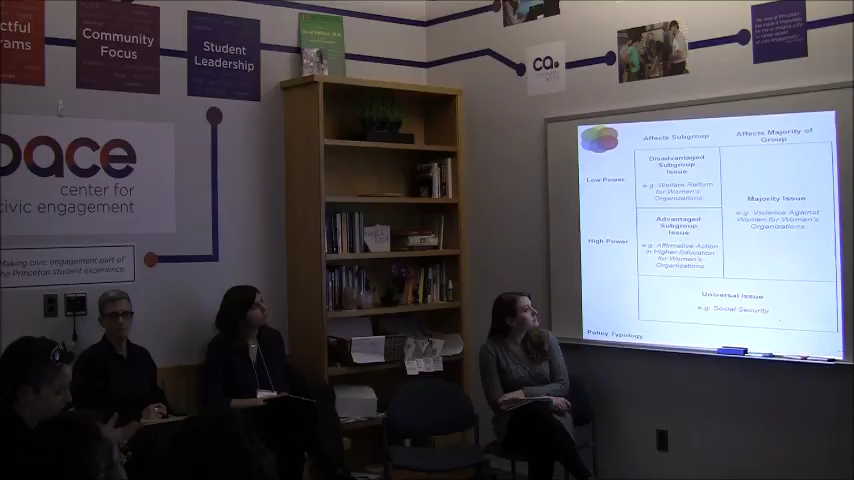 ctful
rams
Community
Focus
Student
Leadership
pace
center for
civic engagement
Making civic engagement part of
the Princeton student experience.
ca.
Affects Subgroup
Affects Majority of
Group
Low Power
High Power
Disadvantaged
Subgroup
Issue
e.g. Welfare Reform
for Women's
Organizations
Advantaged
Subgroup
Issue
e.g. Affirmative Action
in Higher Education
for Women's
Organizations
Majority Issue
e.g. Violence Against
Women for Women's
Organizations
Universal Issue
e.g. Social Security
Policy Typology